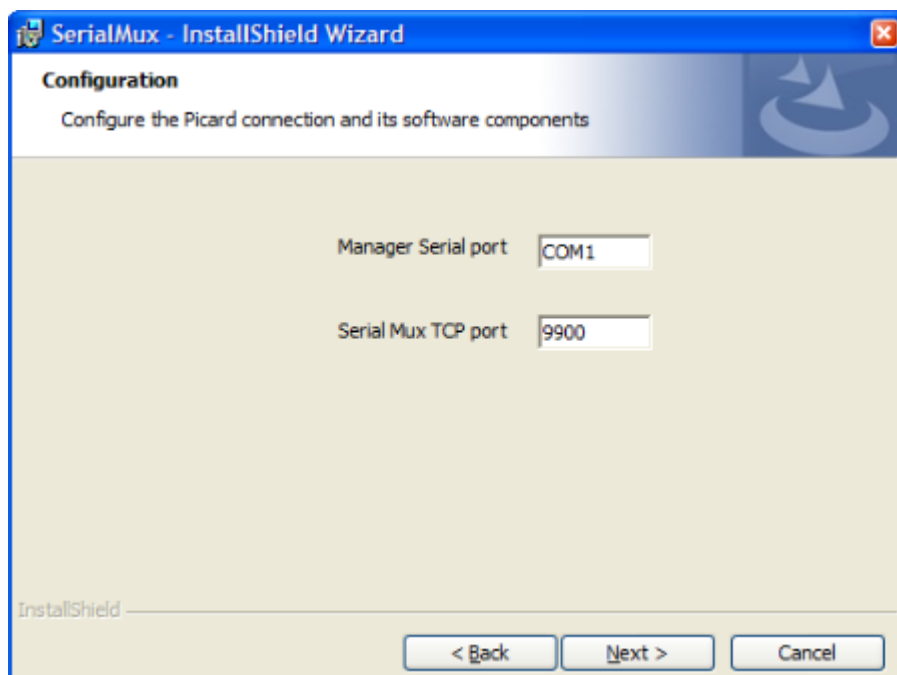 SerialMux - InstallShield Wizard
Configuration
Configure the Picard connection and its software components
Manager Serial port COM1
Serial Mux TCP port 9900
InstallShield
< Back Next > Cancel